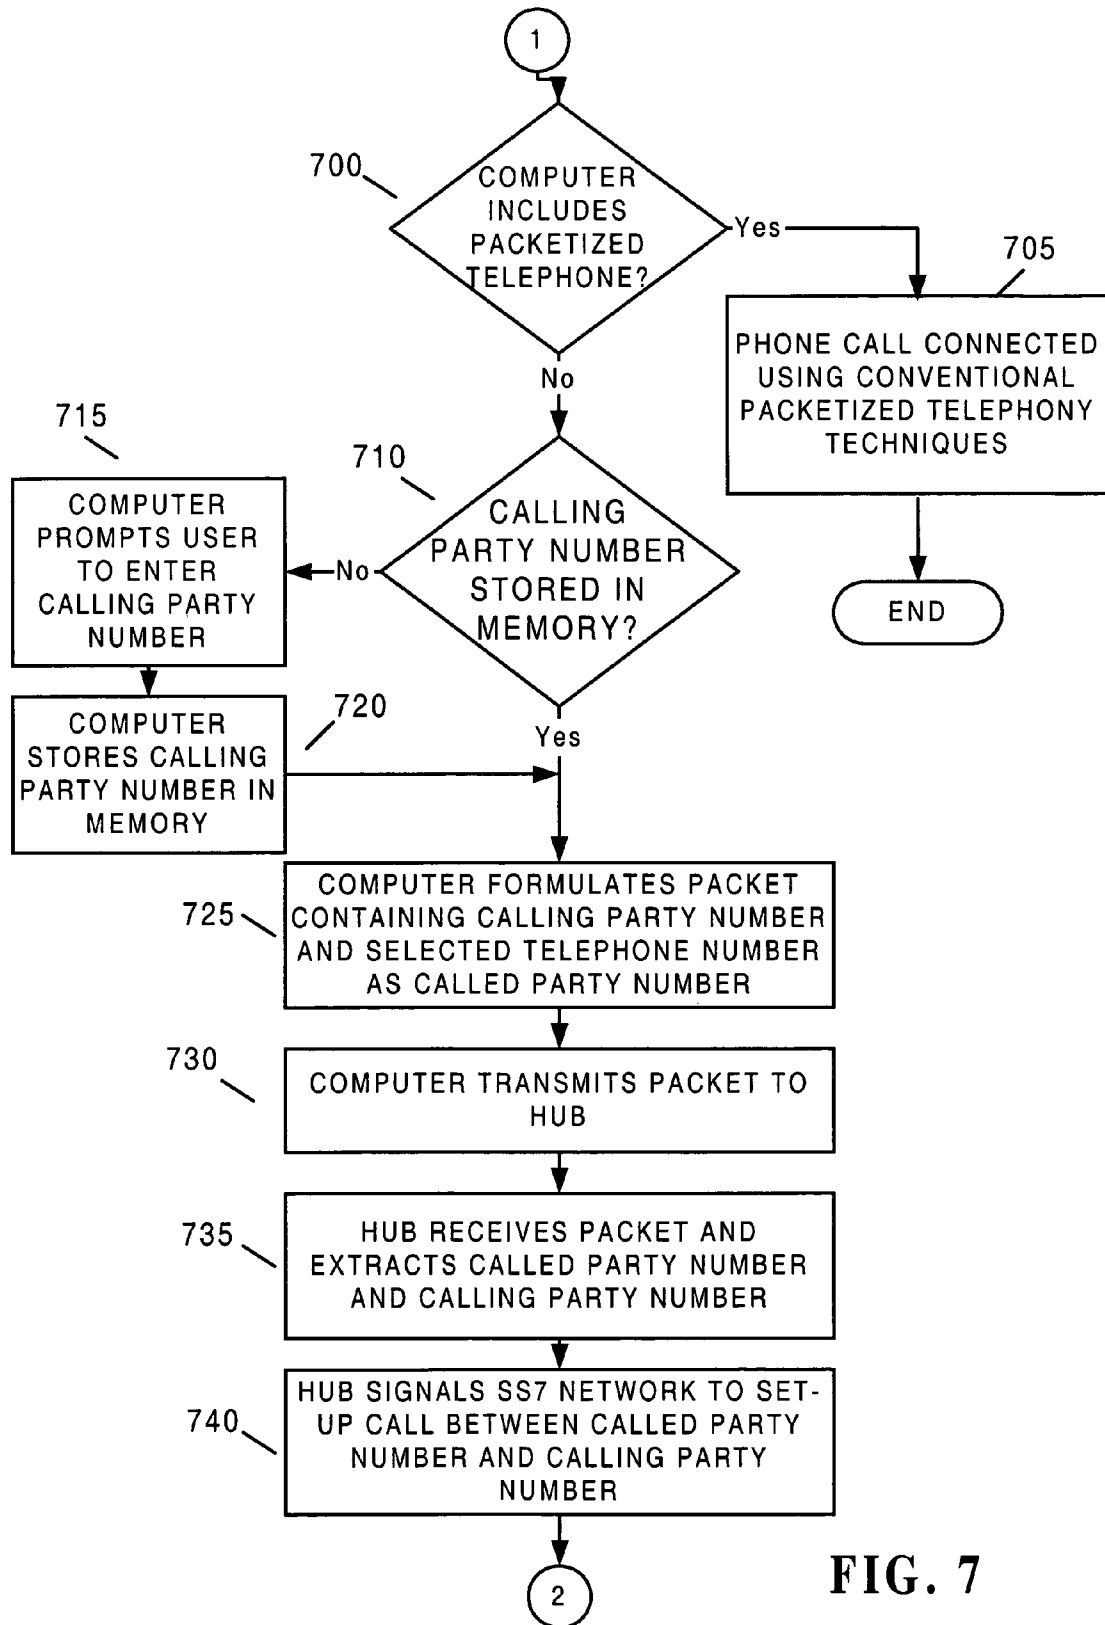 1
700
COMPUTER
INCLUDES
PACKETIZED
TELEPHONE?
Yes
705
PHONE CALL CONNECTED
USING CONVENTIONAL
PACKETIZED TELEPHONY
TECHNIQUES
END
No
710
CALLING
PARTY NUMBER
STORED IN
MEMORY?
No
715
COMPUTER
PROMPTS USER
TO ENTER
CALLING PARTY
NUMBER
720
COMPUTER
STORES CALLING
PARTY NUMBER IN
MEMORY
Yes
725
COMPUTER FORMULATES PACKET
CONTAINING CALLING PARTY NUMBER
AND SELECTED TELEPHONE NUMBER
AS CALLED PARTY NUMBER
730
COMPUTER TRANSMITS PACKET TO
HUB
735
HUB RECEIVES PACKET AND
EXTRACTS CALLED PARTY NUMBER
AND CALLING PARTY NUMBER
740
HUB SIGNALS SS7 NETWORK TO SET-
UP CALL BETWEEN CALLED PARTY
NUMBER AND CALLING PARTY
NUMBER
2
FIG. 7